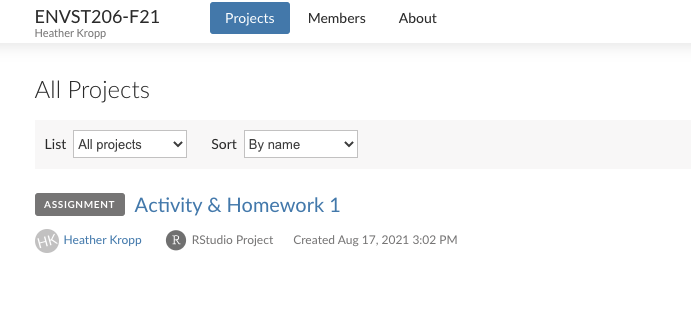 ENVST206-F21
Heather Kropp
Projects
Members
About
All Projects
List All projects Sort By name
ASSIGNMENT Activity & Homework 1
HK Heather Kropp R RStudio Project Created Aug 17, 2021 3:02 PM